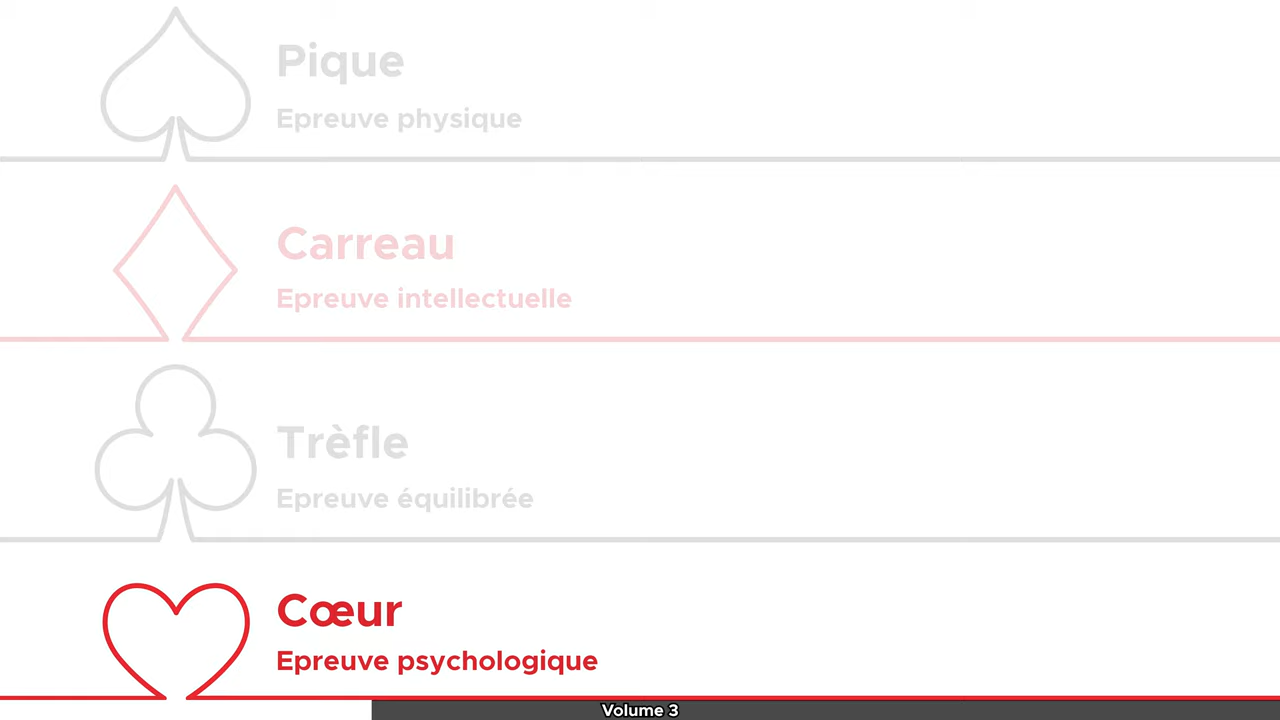 Pique
Epreuve physique
Carreau
Epreuve intellectuelle
Trèfle
Epreuve équilibrée
Cœur
Epreuve psychologique
Volume 3